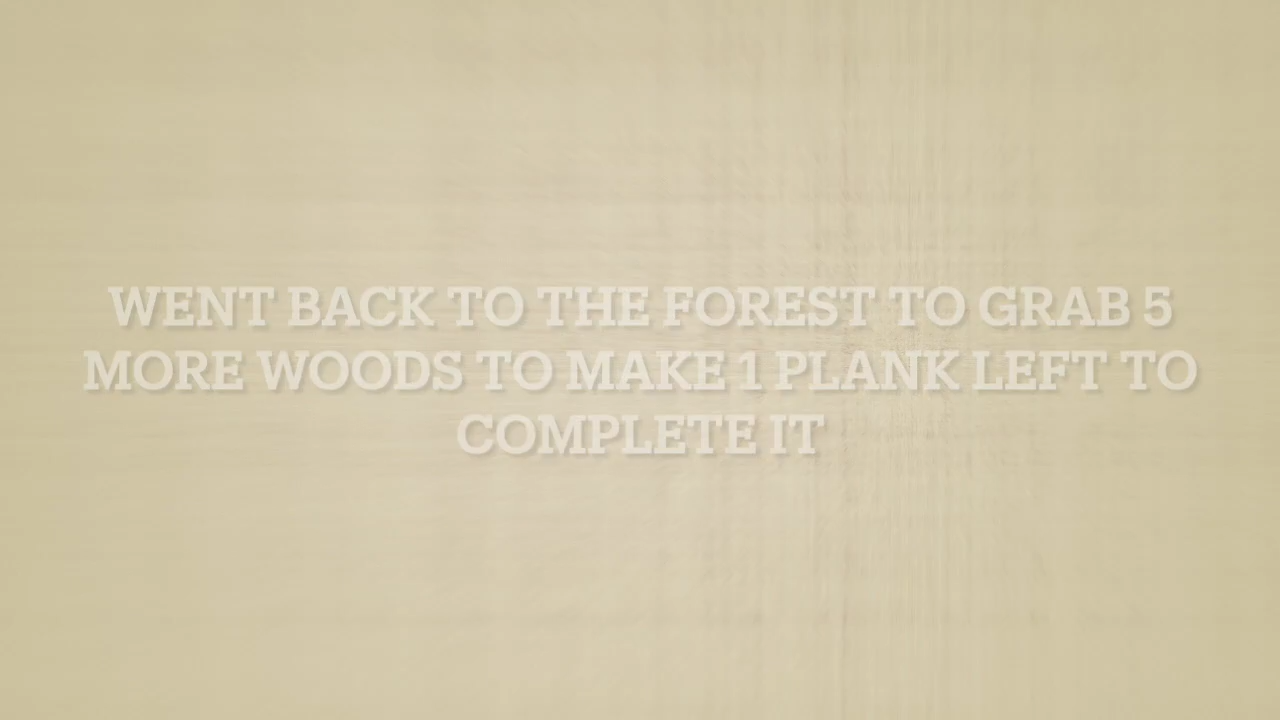 WENT BACK TO THE FOREST TO GRAB 5
MORE WOODS TO MAKE 1 PLANK LEFT TO
COMPLETE IT